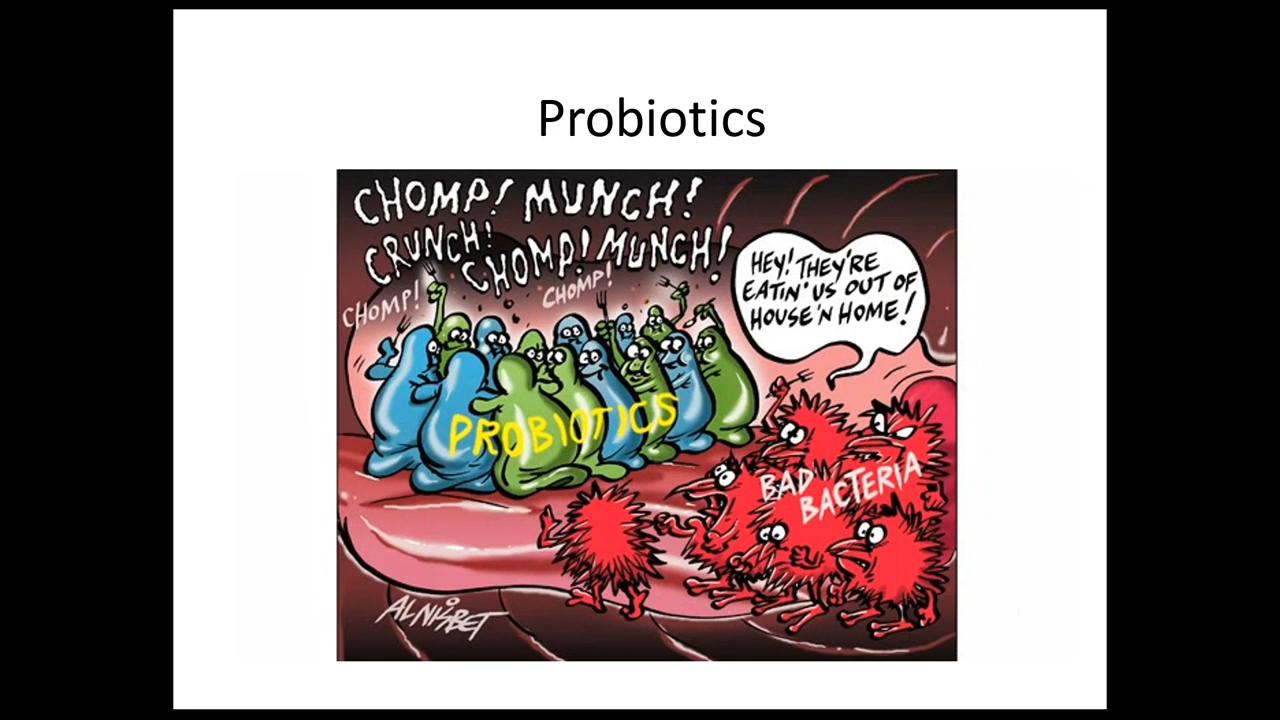 Probiotics
CHOMP! MUNCH!
CRUNCH!
CHOMP! MUNCH!
CHOMP!
CHOMP!
HEY! THEY'RE
EATIN' US OUT OF
HOUSE 'N HOME!
PROBIOTICS
BAD
BACTERIA
AL NISBET